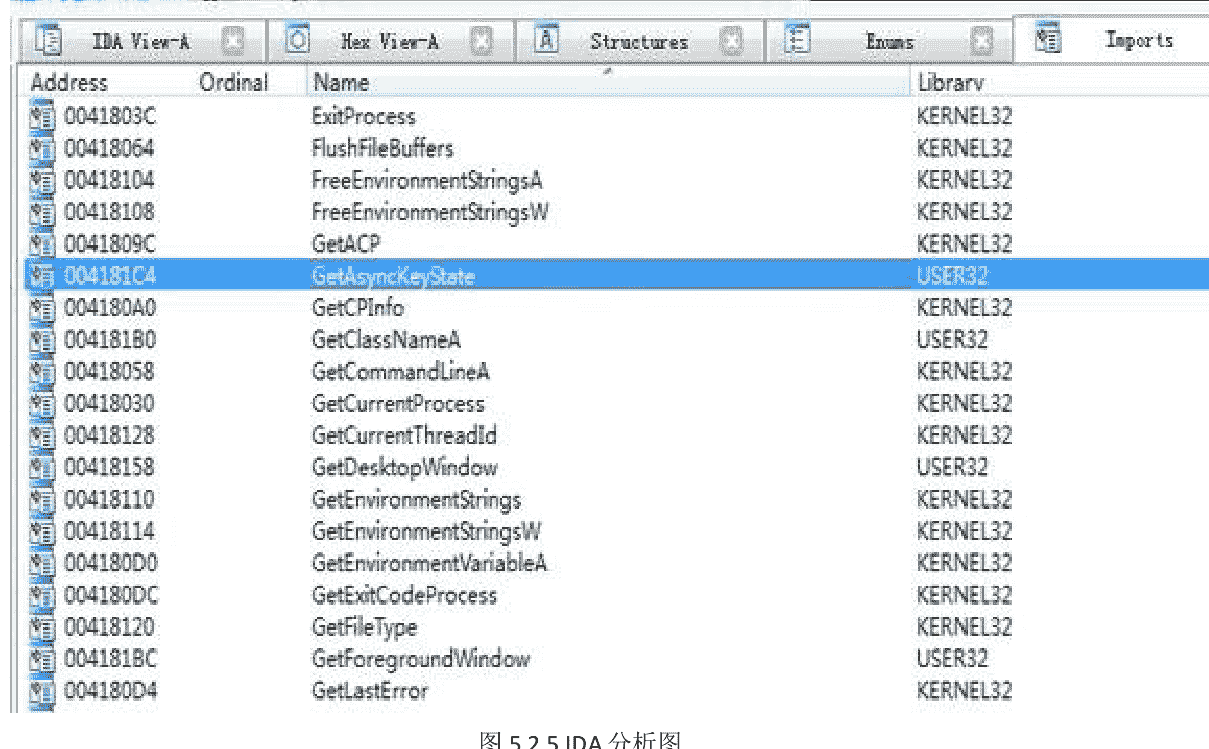 IDA View-A Hex View-A Structures Enums Imports
Address Ordinal Name Library
0041803C ExitProcess KERNEL32
00418064 FlushFileBuffers KERNEL32
00418104 FreeEnvironmentStringsA KERNEL32
00418108 FreeEnvironmentStringsW KERNEL32
0041809C GetACP KERNEL32
004181C4 GetAsyncKeyState USER32
004180A0 GetCPInfo KERNEL32
004181B0 GetClassNameA USER32
00418058 GetCommandLineA KERNEL32
00418030 GetCurrentProcess KERNEL32
00418128 GetCurrentThreadId KERNEL32
00418158 GetDesktopWindow USER32
00418110 GetEnvironmentStrings KERNEL32
00418114 GetEnvironmentStringsW KERNEL32
004180D0 GetEnvironmentVariableA KERNEL32
004180DC GetExitCodeProcess KERNEL32
00418120 GetFileType KERNEL32
004181BC GetForegroundWindow USER32
004180D4 GetLastError KERNEL32
图 5.2.5 IDA 分析图